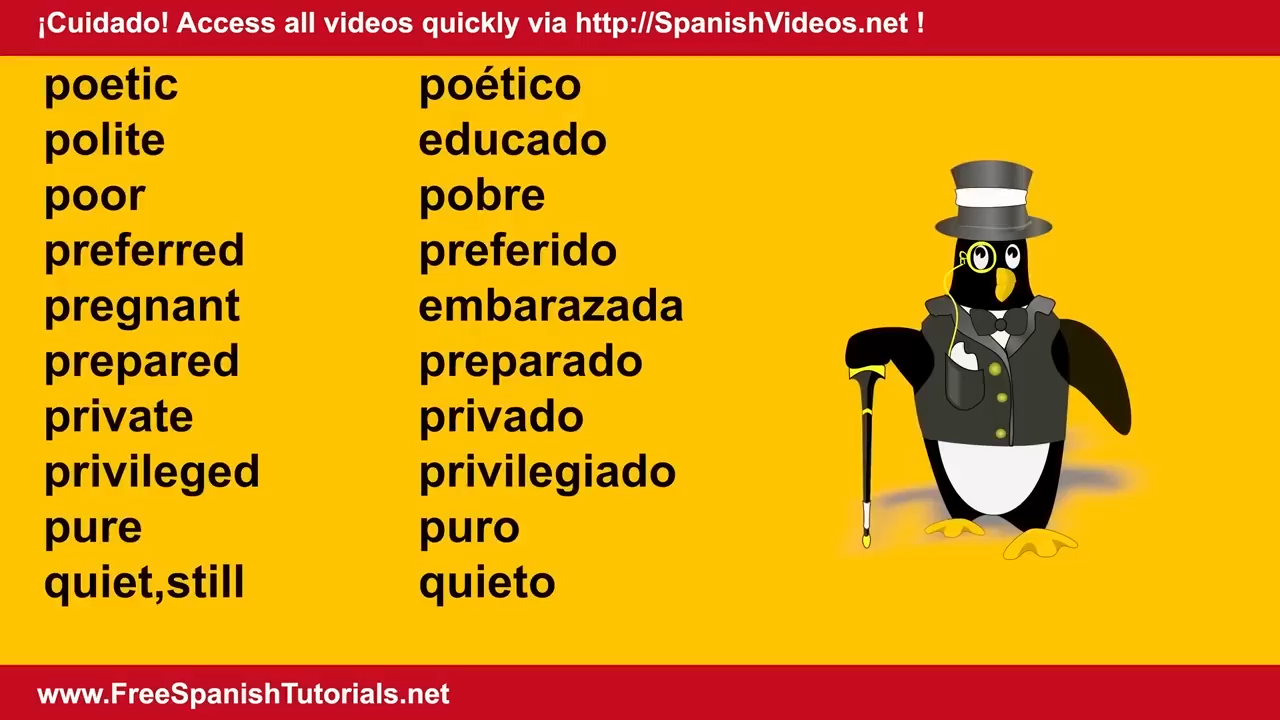 ¡Cuidado! Access all videos quickly via http://SpanishVideos.net !
poetic poético
polite educado
poor pobre
preferred preferido
pregnant embarazada
prepared preparado
private privado
privileged privilegiado
pure puro
quiet,still quieto
www.FreeSpanishTutorials.net